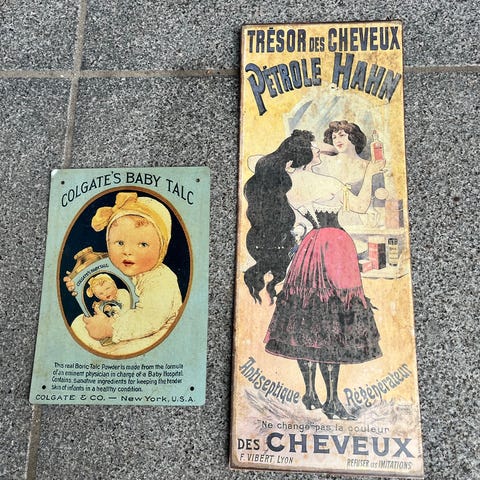 COLGATE'S BABY TALC
COLGATE'S BABY TALC
This real Boric Talc Powder is made from the formula
of an eminent physician in charge of a Baby Hospital.
Contains sanative ingredients for keeping the tender
skin of infants in a healthy condition.
COLGATE & CO. — New York, U.S.A.
TRÉSOR DES CHEVEUX
PÉTROLE HAHN
Antiseptique Régénérateur
Ne change pas la couleur
DES CHEVEUX
F. VIBERT, LYON
REFUSER LES IMITATIONS